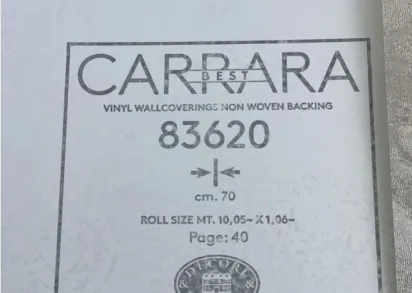 CARRARA
BEST
VINYL WALLCOVERINGS NON WOVEN BACKING
83620
cm. 70
ROLL SIZE MT. 10,05~ X 1,06~
Page: 40
DECORI